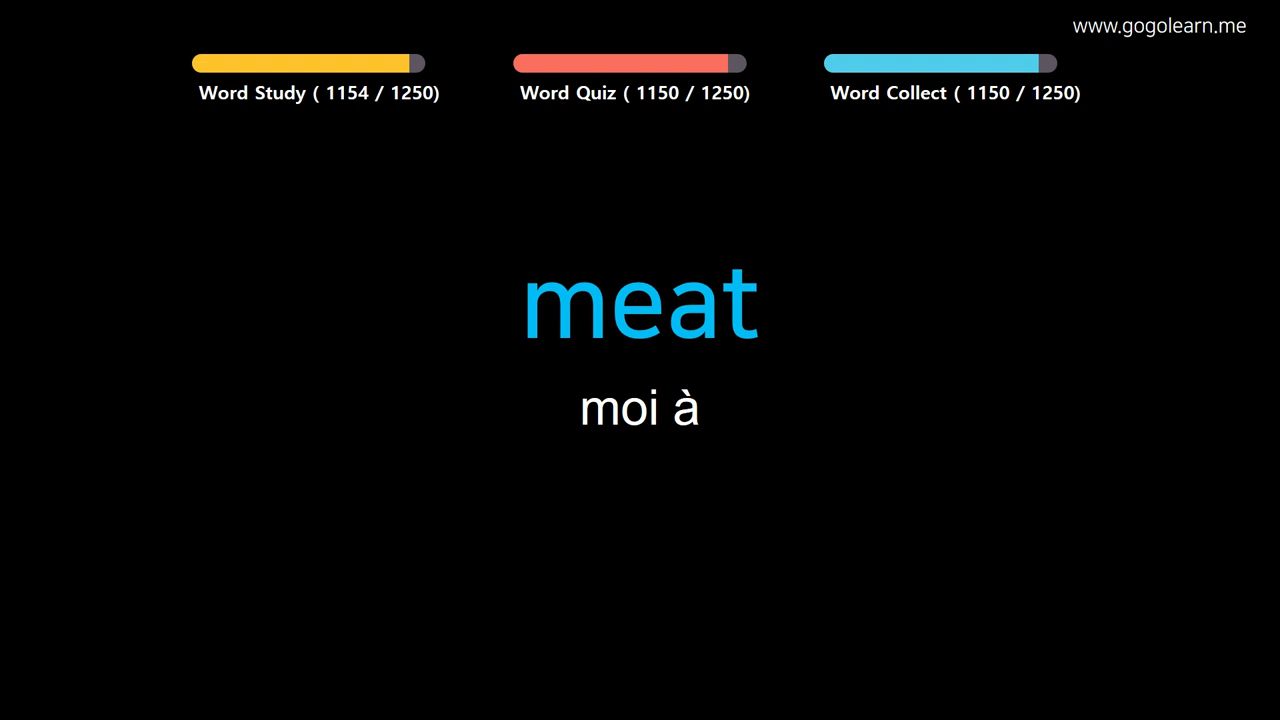 www.gogolearn.me
Word Study ( 1154 / 1250)
Word Quiz ( 1150 / 1250)
Word Collect ( 1150 / 1250)
meat
moi à